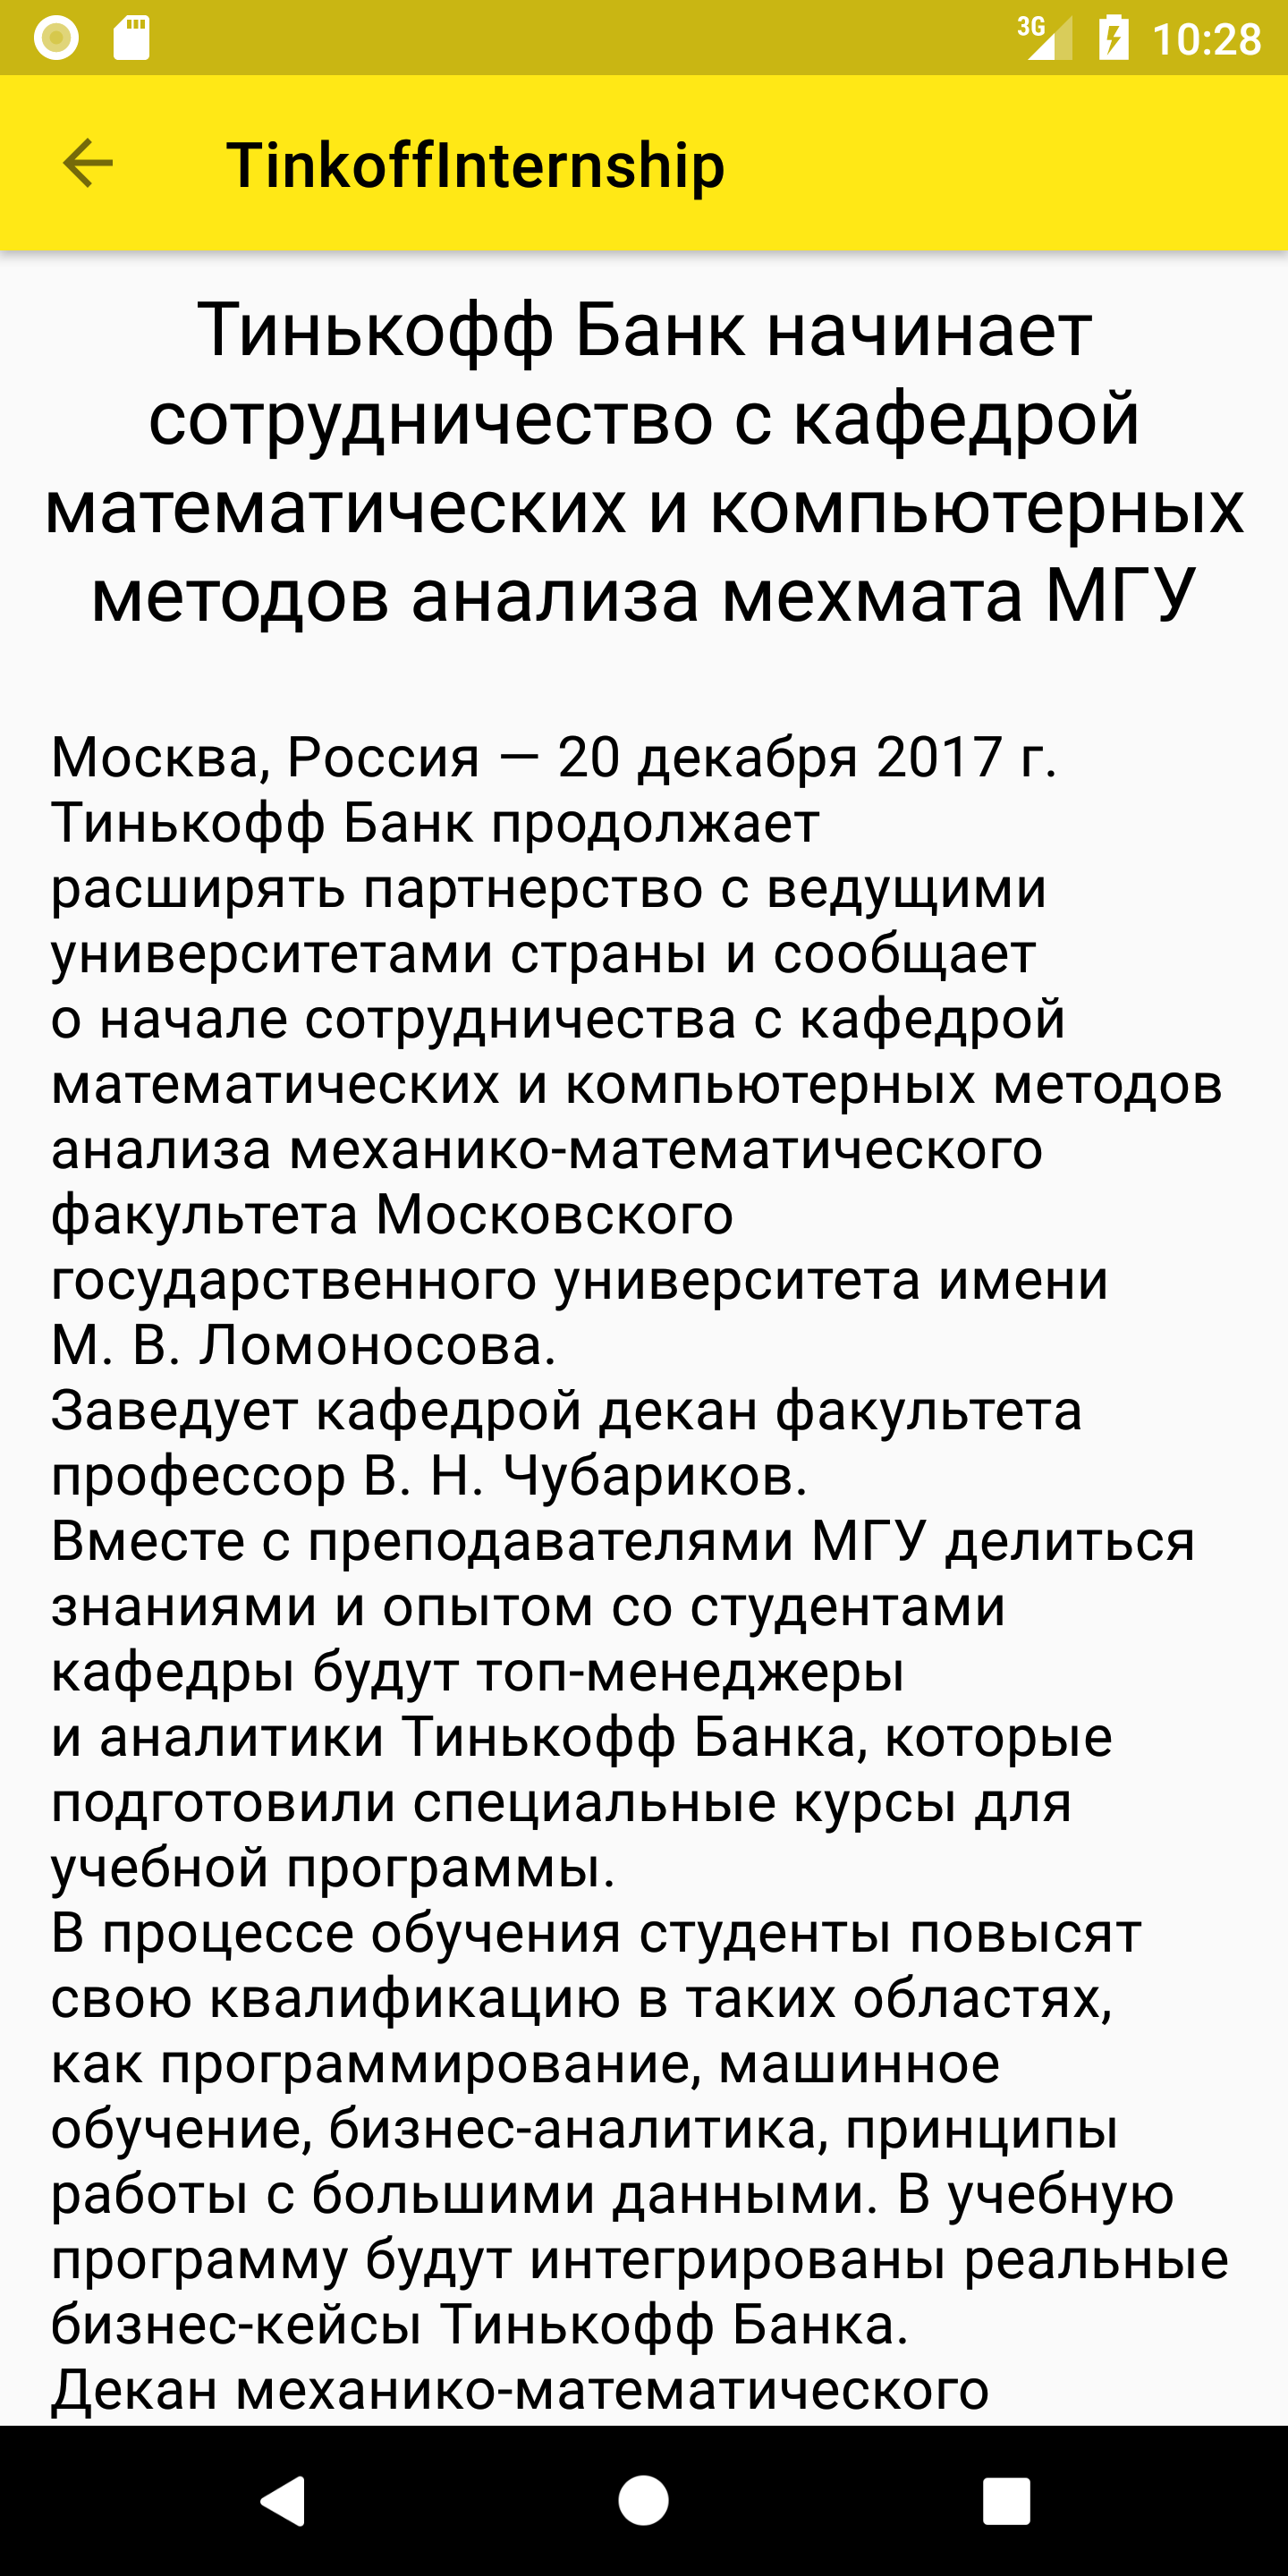 3G 10:28
TinkoffInternship
Тинькофф Банк начинает
сотрудничество с кафедрой
математических и компьютерных
методов анализа мехмата МГУ
Москва, Россия — 20 декабря 2017 г.
Тинькофф Банк продолжает
расширять партнерство с ведущими
университетами страны и сообщает
о начале сотрудничества с кафедрой
математических и компьютерных методов
анализа механико-математического
факультета Московского
государственного университета имени
М. В. Ломоносова.
Заведует кафедрой декан факультета
профессор В. Н. Чубариков.
Вместе с преподавателями МГУ делиться
знаниями и опытом со студентами
кафедры будут топ-менеджеры
и аналитики Тинькофф Банка, которые
подготовили специальные курсы для
учебной программы.
В процессе обучения студенты повысят
свою квалификацию в таких областях,
как программирование, машинное
обучение, бизнес-аналитика, принципы
работы с большими данными. В учебную
программу будут интегрированы реальные
бизнес-кейсы Тинькофф Банка.
Декан механико-математического